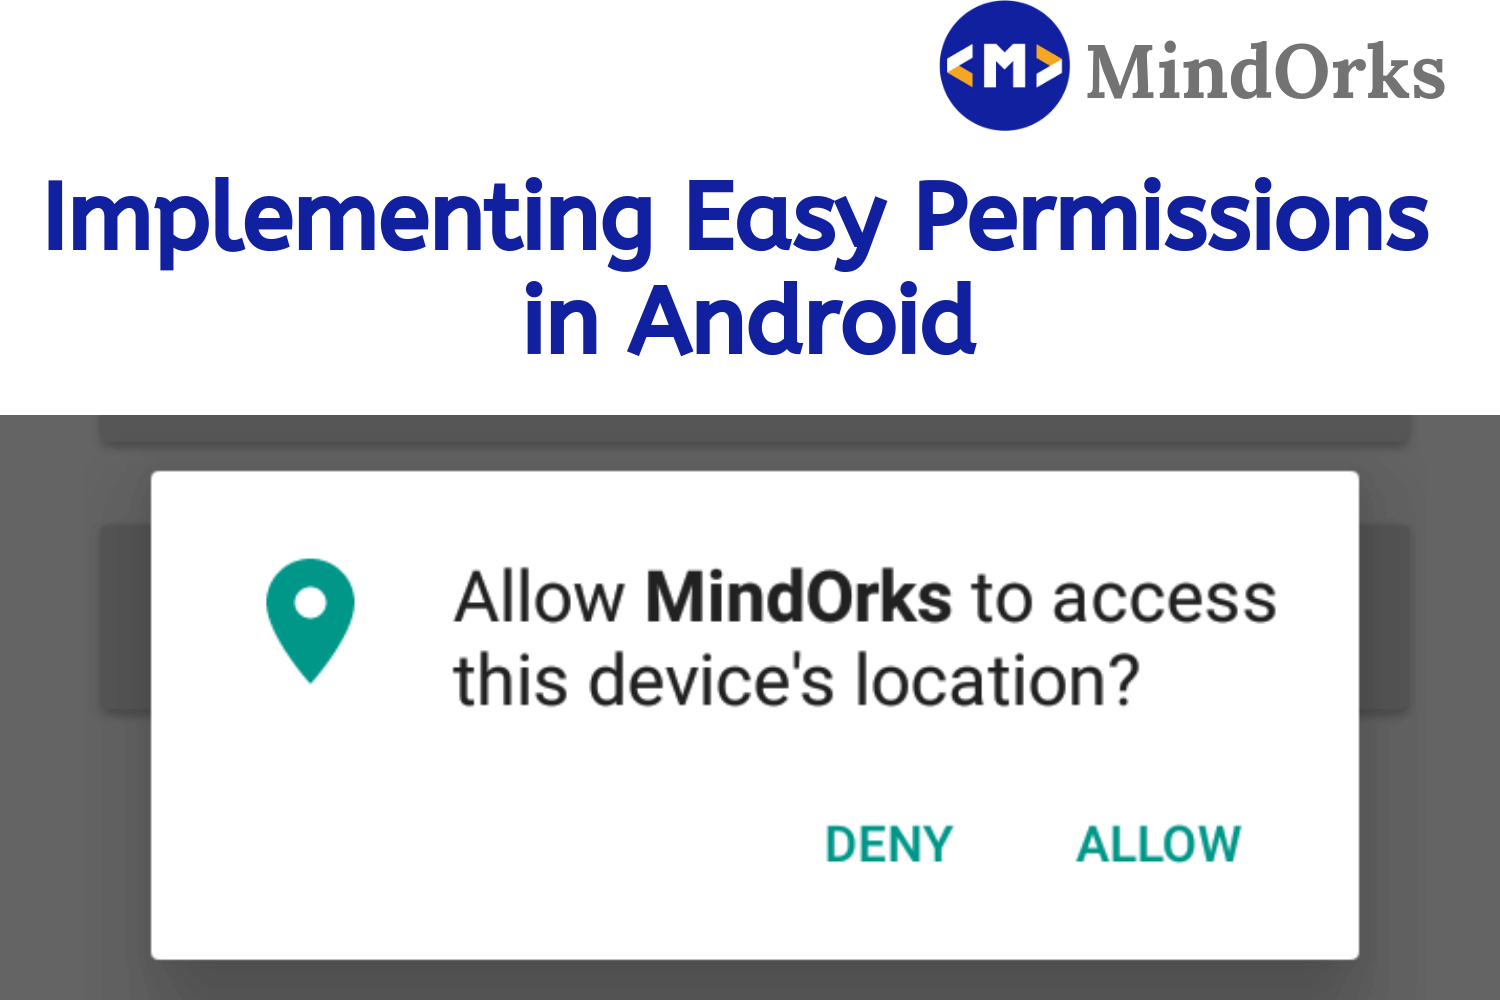 <M> MindOrks
Implementing Easy Permissions
in Android
Allow MindOrks to access
this device's location?
DENY ALLOW